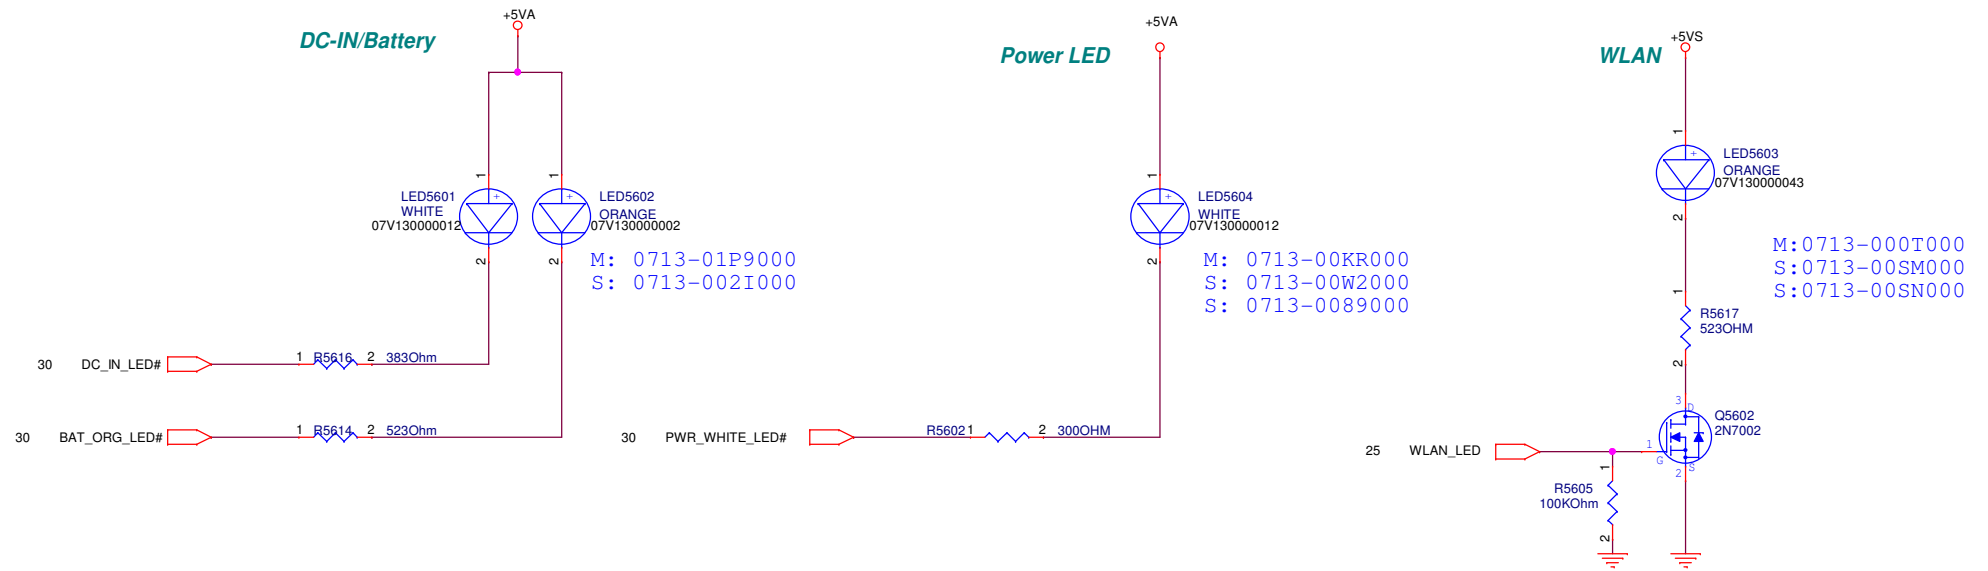 DC-IN/Battery
+5VA
1
1
LED5601
WHITE
07V130000012
LED5602
ORANGE
07V130000002
2
2
M: 0713-01P9000
S: 0713-002I000
30 DC_IN_LED# 1 R5616 2 383Ohm
30 BAT_ORG_LED# 1 R5614 2 523Ohm
Power LED
+5VA
1
LED5604
WHITE
07V130000012
2
M: 0713-00KR000
S: 0713-00W2000
S: 0713-0089000
30 PWR_WHITE_LED# R5602 1 2 300OHM
WLAN
+5VS
1
LED5603
ORANGE
07V130000043
2
M:0713-000T000
S:0713-00SM000
S:0713-00SN000
1
R5617
523OHM
2
3 D
Q5602
2N7002
25 WLAN_LED 1
G
2 S
1
R5605
100KOhm
2